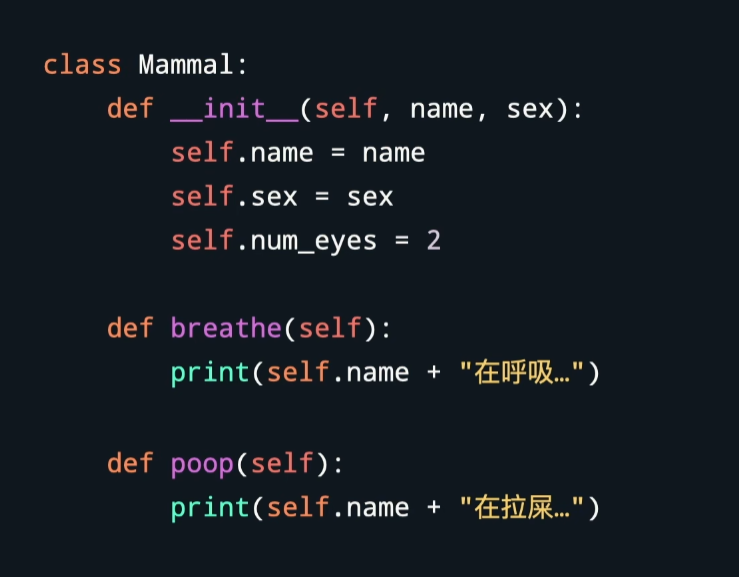 class Mammal:
    def __init__(self, name, sex):
        self.name = name
        self.sex = sex
        self.num_eyes = 2

    def breathe(self):
        print(self.name + "在呼吸…")

    def poop(self):
        print(self.name + "在拉屎…")